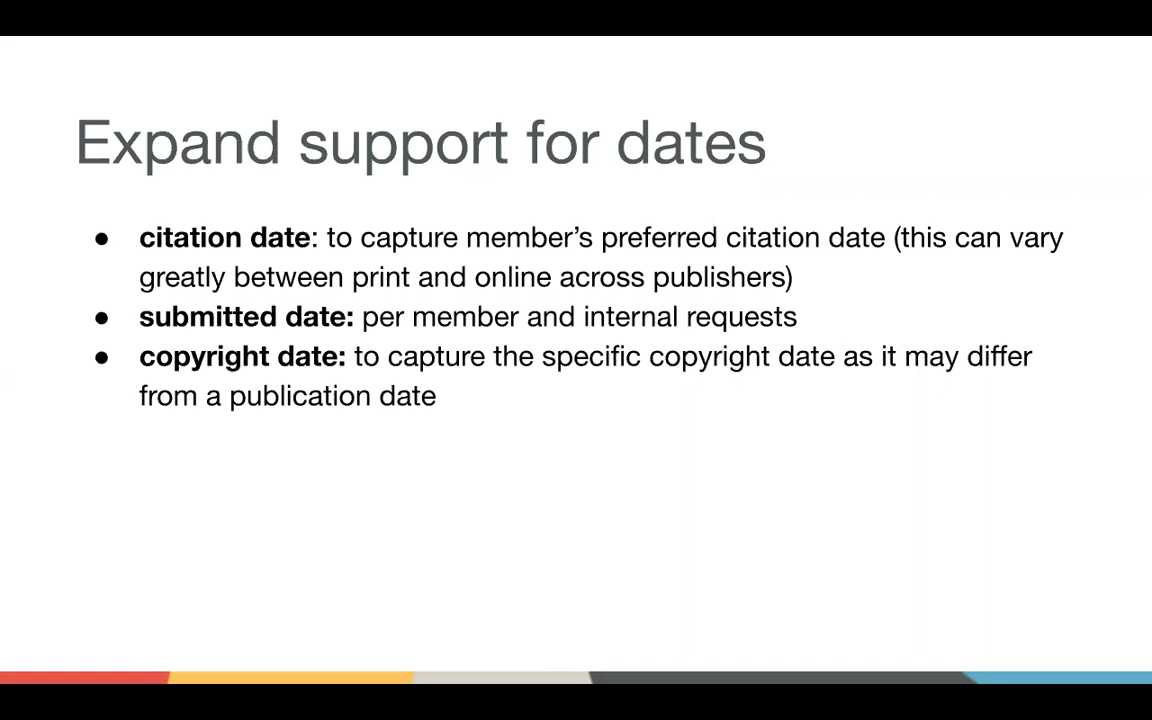 Expand support for dates
● citation date: to capture member’s preferred citation date (this can vary
greatly between print and online across publishers)
● submitted date: per member and internal requests
● copyright date: to capture the specific copyright date as it may differ
from a publication date